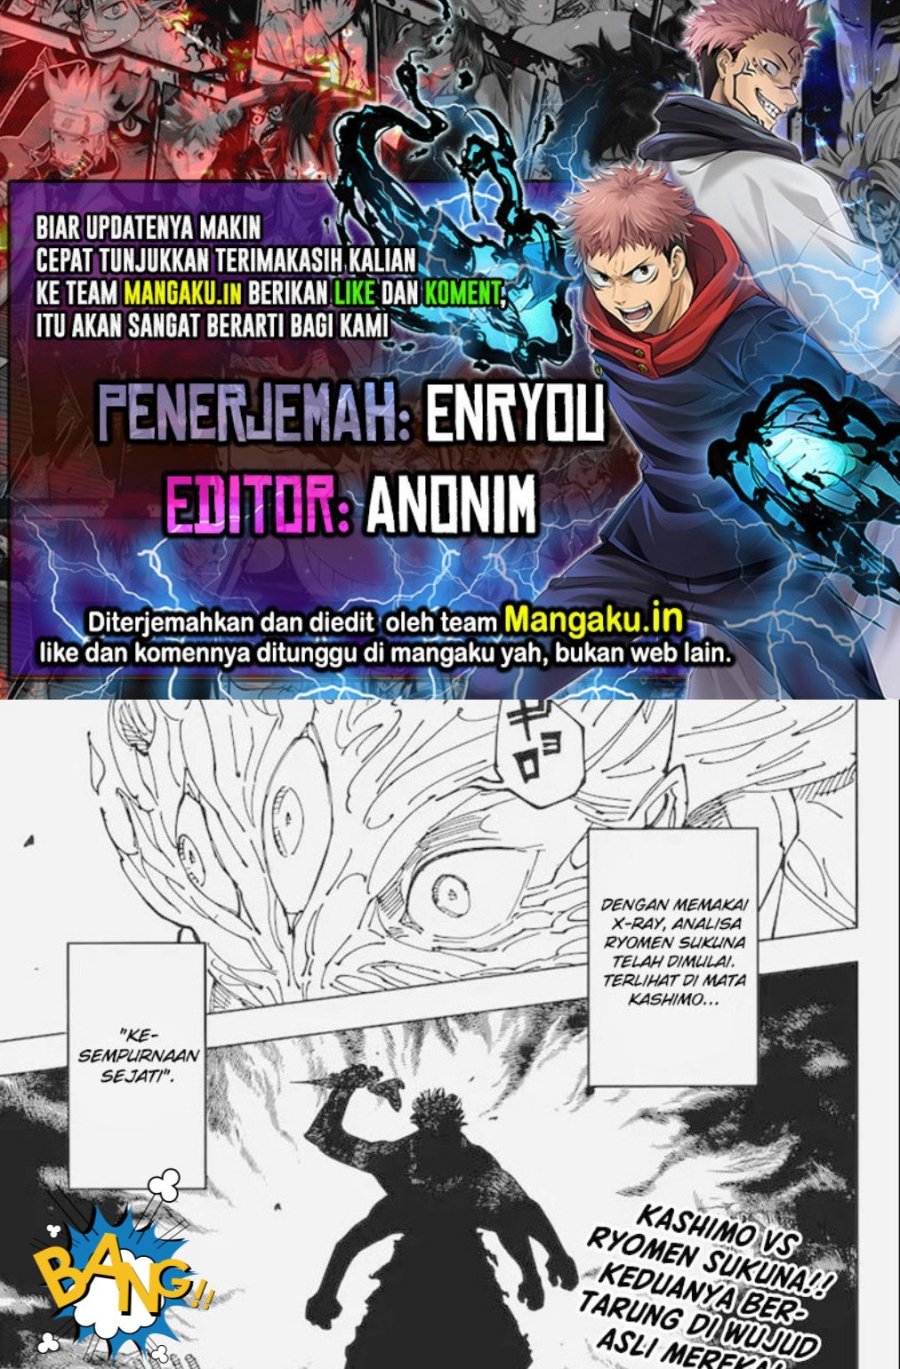 BIAR UPDATENYA MAKIN
CEPAT TUNJUKKAN TERIMAKASIH KALIAN
KE TEAM MANGAKU.IN BERIKAN LIKE DAN KOMENT,
ITU AKAN SANGAT BERARTI BAGI KAMI
PENERJEMAH: ENRYOU
EDITOR: ANONIM
Diterjemahkan dan diedit oleh team Mangaku.in
like dan komennya ditunggu di mangaku yah, bukan web lain.
ギョロ
DENGAN MEMAKAI
X-RAY, ANALISA
RYOMEN SUKUNA
TELAH DIMULAI.
TERLIHAT DI MATA
KASHIMO...
"KE-
SEMPURNAAN
SEJATI".
KASHIMO VS
RYOMEN SUKUNA!!
KEDUANYA BER-
TARUNG DI WUJUD
ASLI MEREKA!
BANG!!